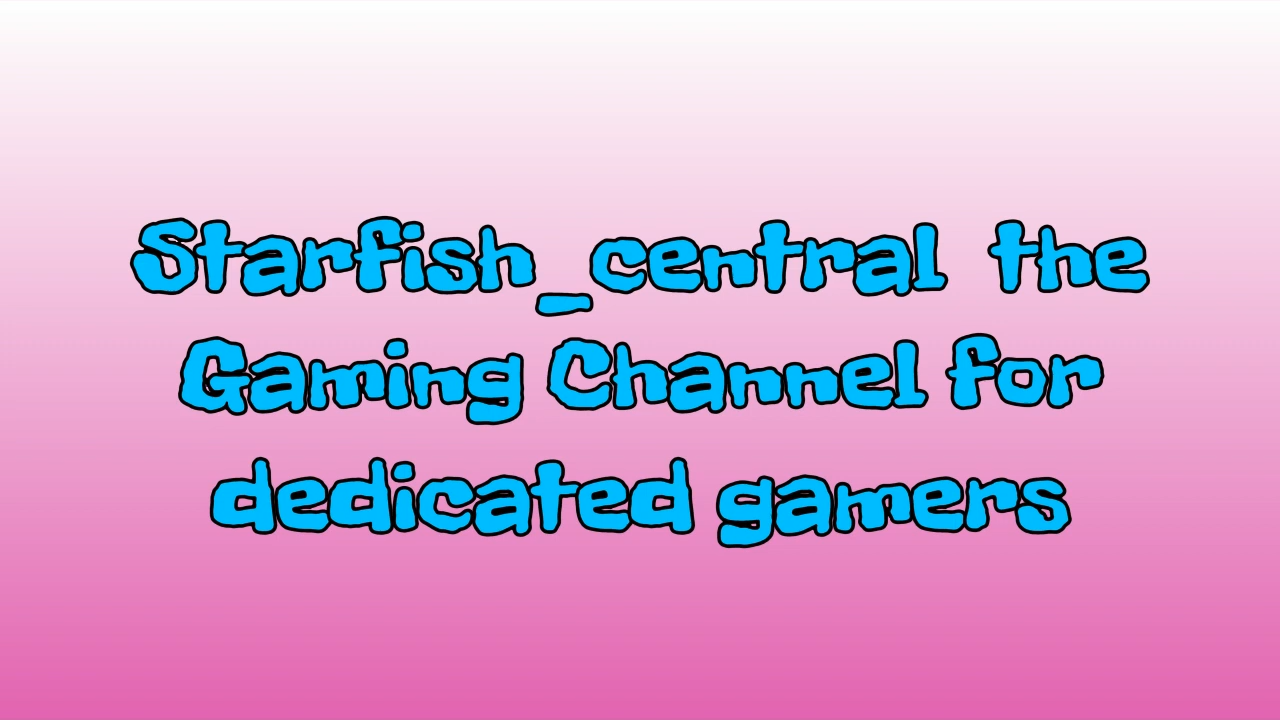 Starfish_central the
Gaming Channel for
dedicated gamers